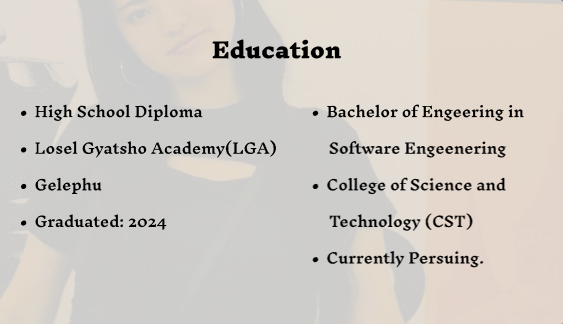 Education
• High School Diploma
• Losel Gyatsho Academy(LGA)
• Gelephu
• Graduated: 2024
• Bachelor of Engeering in
Software Engeenering
• College of Science and
Technology (CST)
• Currently Persuing.